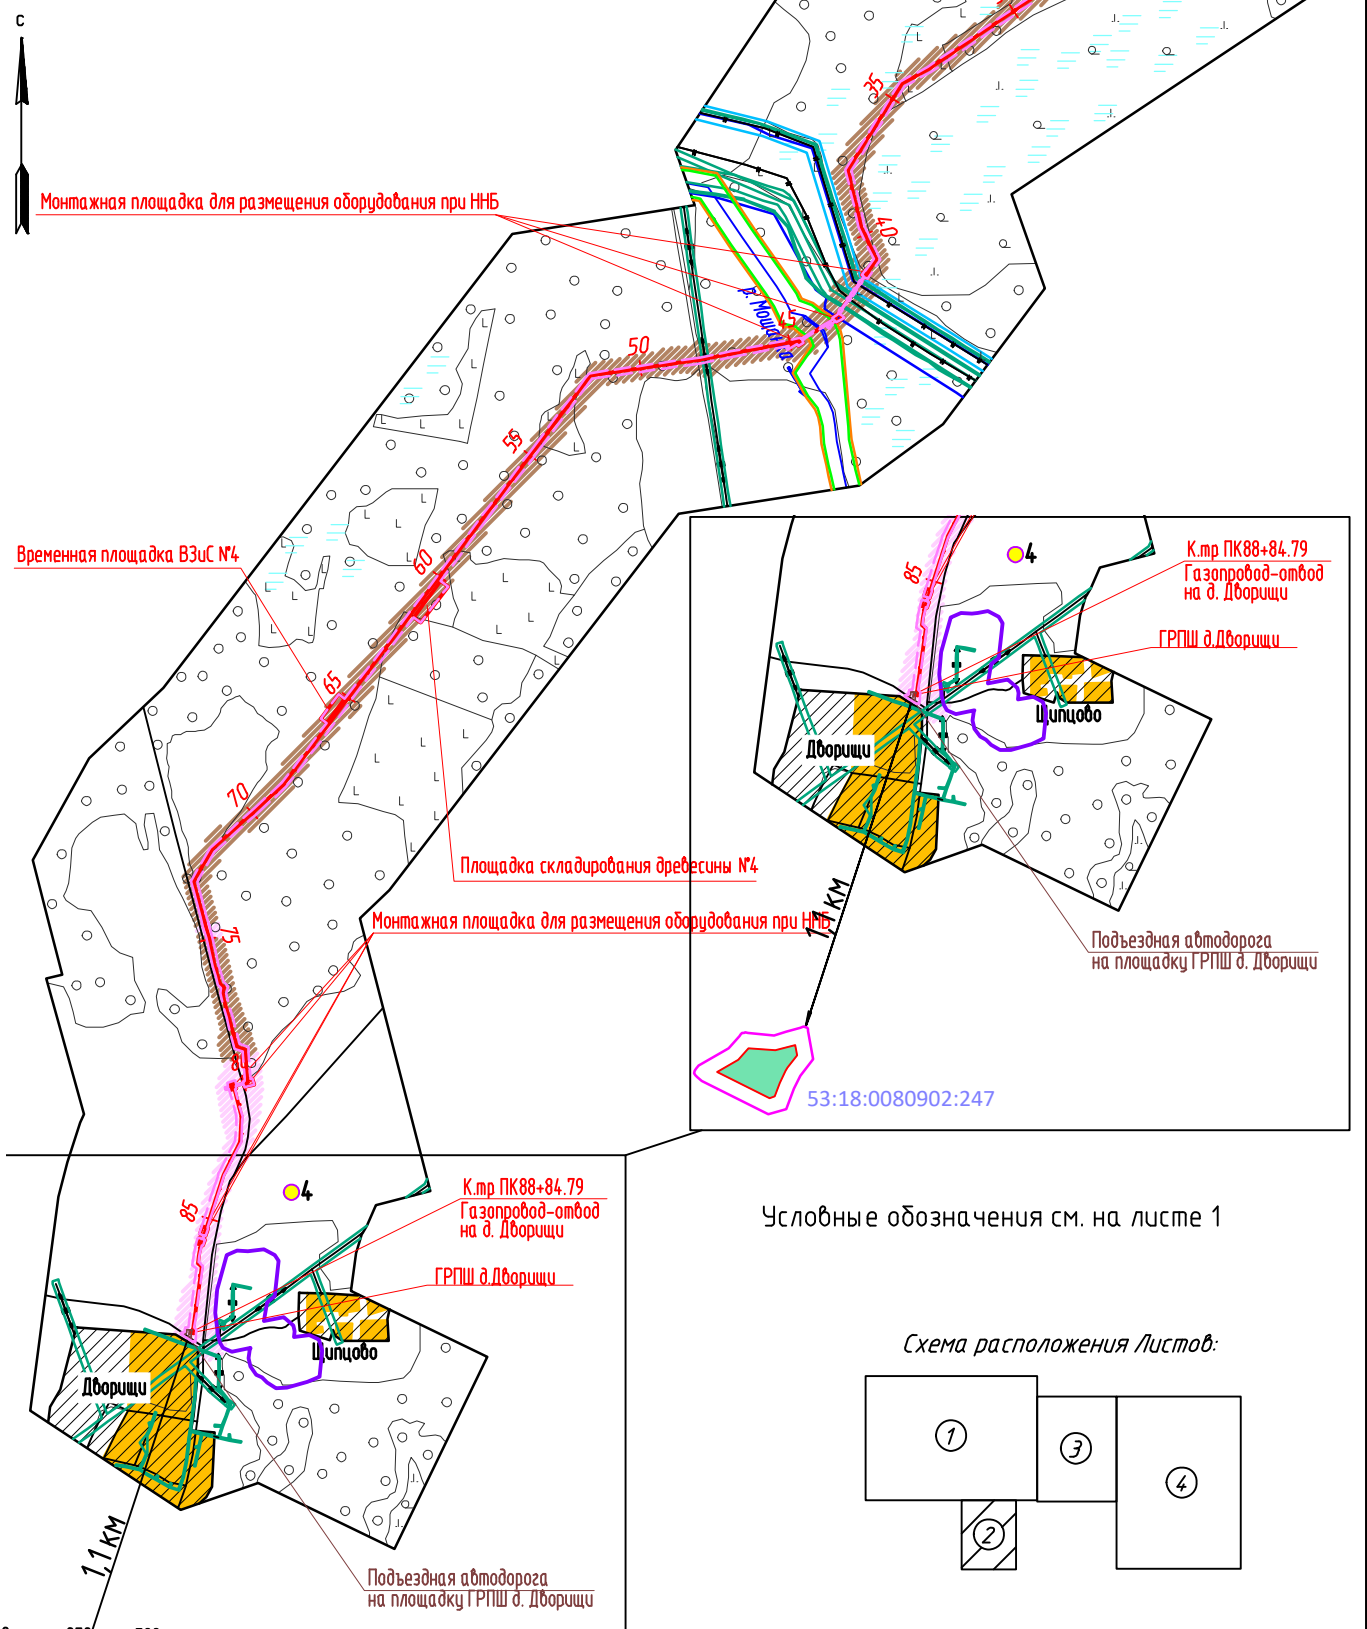 с
35
40
Монтажная площадка для размещения оборудования при ННБ
45
50
55
60
Временная площадка ВЗиС №4
65
70
75
Площадка складирования древесины №4
Монтажная площадка для размещения оборудования при ННБ
85
4
К.тр ПК88+84.79
Газопровод-отвод
на д. Дворищи
ГРПШ д.Дворищи
Щипцово
Дворищи
1,1 км
Подъездная автодорога
на площадку ГРПШ д. Дворищи
53:18:0080902:247
85
4
К.тр ПК88+84.79
Газопровод-отвод
на д. Дворищи
ГРПШ д.Дворищи
Щипцово
Дворищи
1,1 км
Подъездная автодорога
на площадку ГРПШ д. Дворищи
Условные обозначения см. на листе 1
Схема расположения Листов:
1
3
4
2